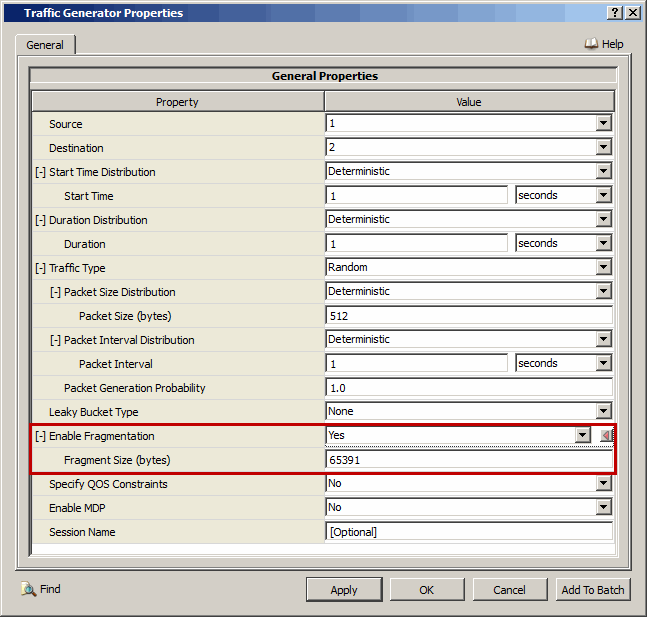 Traffic Generator Properties
General
Help
General Properties
Property Value
Source 1
Destination 2
[-] Start Time Distribution Deterministic
Start Time 1 seconds
[-] Duration Distribution Deterministic
Duration 1 seconds
[-] Traffic Type Random
[-] Packet Size Distribution Deterministic
Packet Size (bytes) 512
[-] Packet Interval Distribution Deterministic
Packet Interval 1 seconds
Packet Generation Probability 1.0
Leaky Bucket Type None
[-] Enable Fragmentation Yes
Fragment Size (bytes) 65391
Specify QOS Constraints No
Enable MDP No
Session Name [Optional]
Find Apply OK Cancel Add To Batch